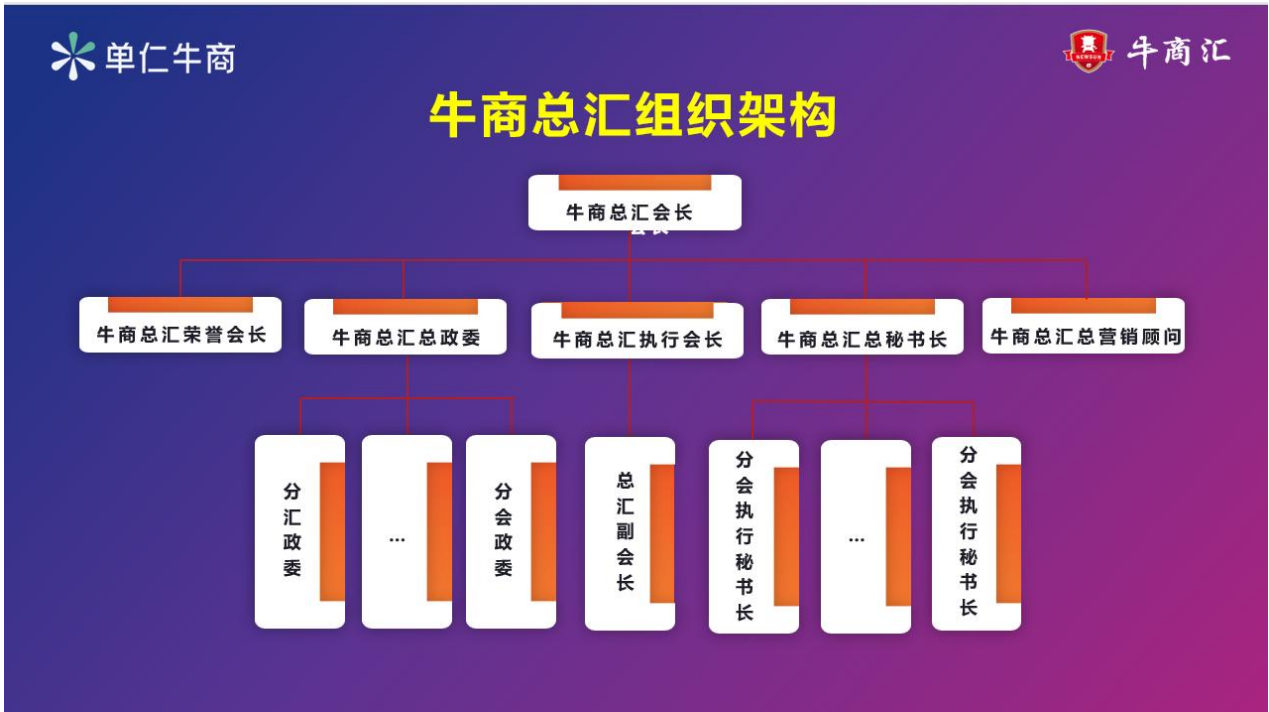 单仁牛商
NEWSUN
牛商汇
牛商总汇组织架构
牛商总汇会长
会长
牛商总汇荣誉会长
牛商总汇总政委
牛商总汇执行会长
牛商总汇总秘书长
牛商总汇总营销顾问
分汇政委
...
分会政委
总汇副会长
分会执行秘书长
...
分会执行秘书长